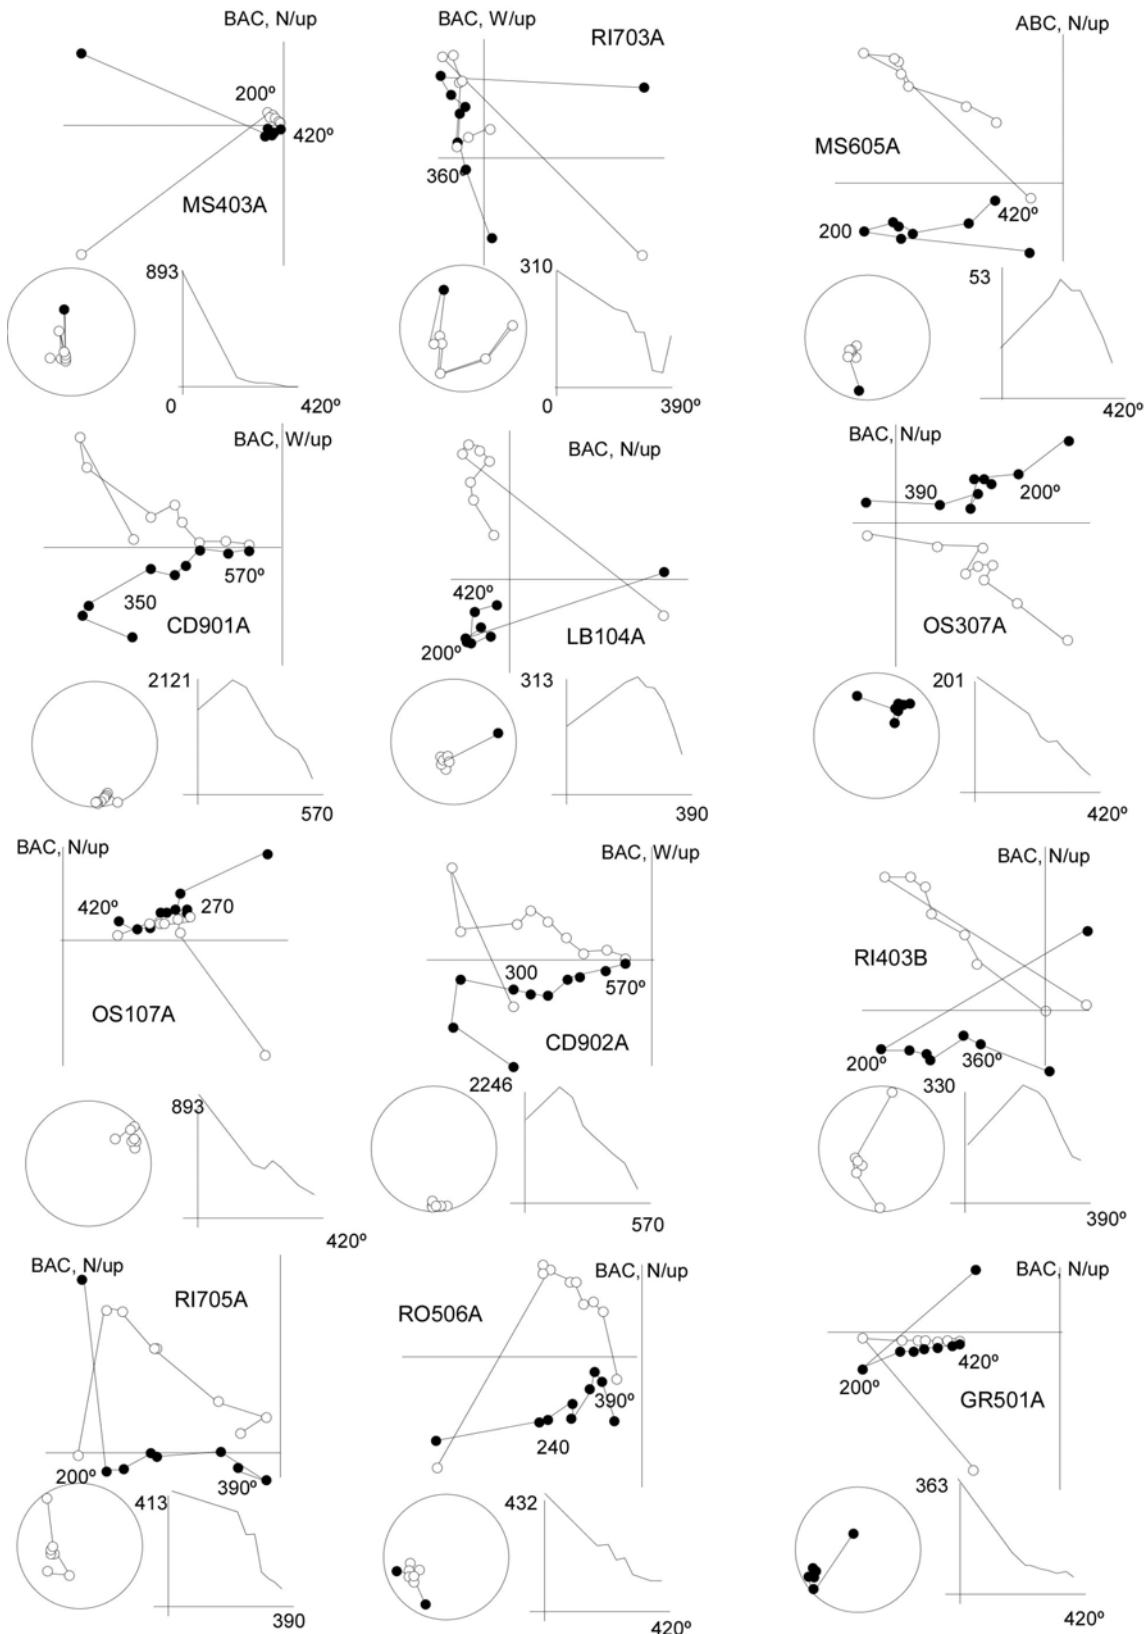 BAC, N/up
200º
420º
MS403A
893
0
420º
BAC, W/up
RI703A
360º
310
0
390º
ABC, N/up
MS605A
200
420º
53
420º
BAC, W/up
570º
350
CD901A
2121
570
BAC, N/up
420º
200º
LB104A
313
390
BAC, N/up
390
200º
OS307A
201
420º
BAC, N/up
420º
270
OS107A
893
420º
BAC, W/up
300
570º
CD902A
2246
570
BAC, N/up
RI403B
200º
360º
330
390º
BAC, N/up
RI705A
200º
390º
413
390
BAC, N/up
RO506A
390º
240
432
420º
BAC, N/up
200º
420º
GR501A
363
420º